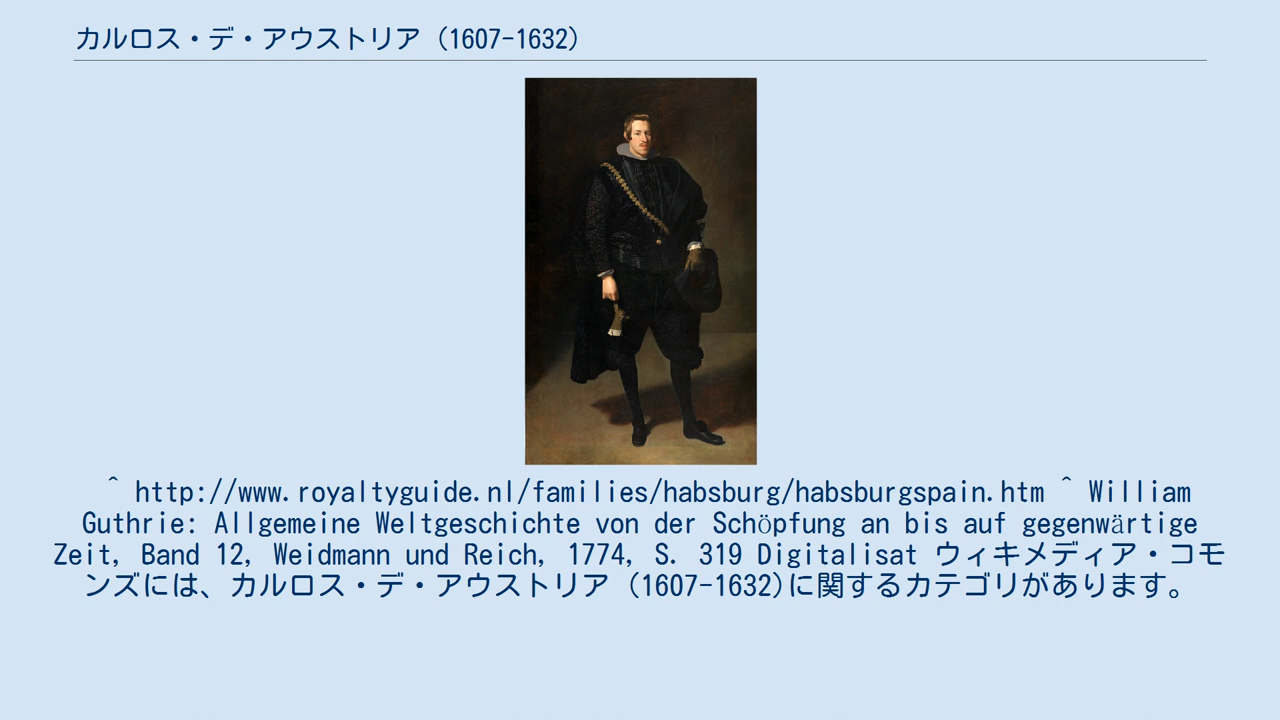 カルロス・デ・アウストリア (1607-1632)
^ http://www.royaltyguide.nl/families/habsburg/habsburgspain.htm ^ William
Guthrie: Allgemeine Weltgeschichte von der Schöpfung an bis auf gegenwärtige
Zeit, Band 12, Weidmann und Reich, 1774, S. 319 Digitalisat ウィキメディア・コモ
ンズには、カルロス・デ・アウストリア (1607-1632)に関するカテゴリがあります。